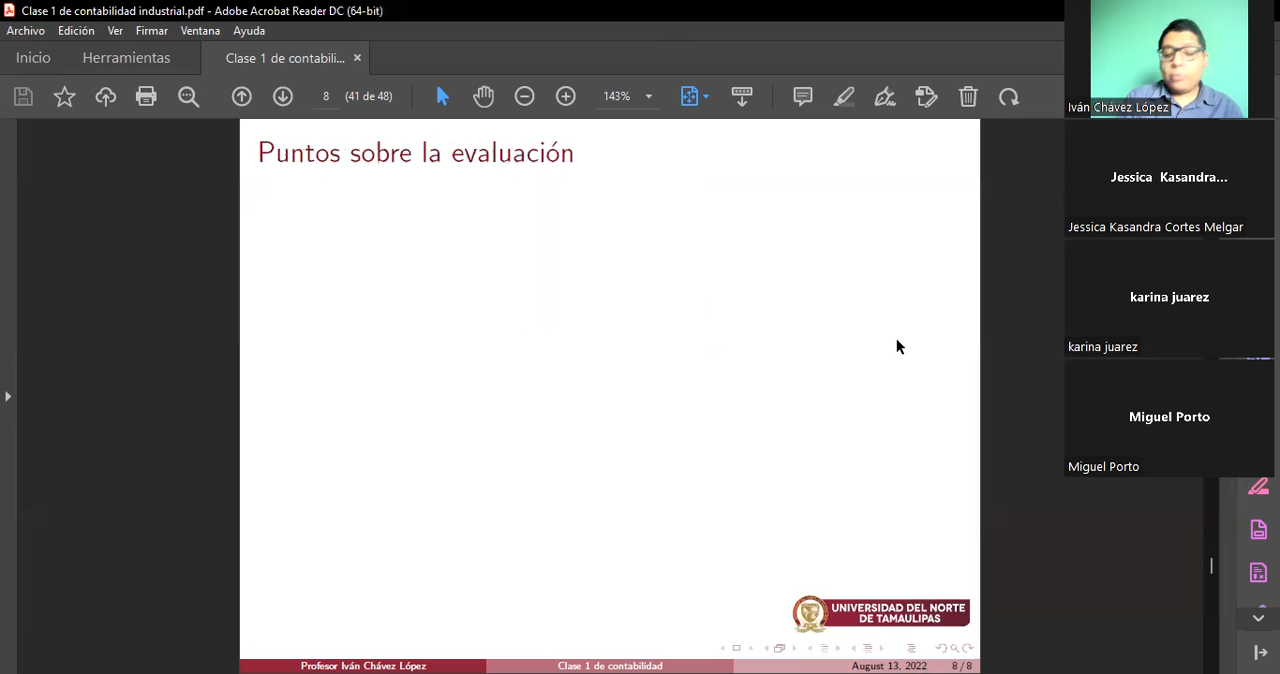 Clase 1 de contabilidad industrial.pdf - Adobe Acrobat Reader DC (64-bit)
Archivo Edición Ver Firmar Ventana Ayuda
Inicio Herramientas Clase 1 de contabili... ×
8 (41 de 48) 143%
Puntos sobre la evaluación
Iván Chávez López
Jessica Kasandra...
Jessica Kasandra Cortes Melgar
karina juarez
karina juarez
Miguel Porto
Miguel Porto
UNIVERSIDAD DEL NORTE
DE TAMAULIPAS
Profesor Iván Chávez López Clase 1 de contabilidad August 13, 2022 8 / 8